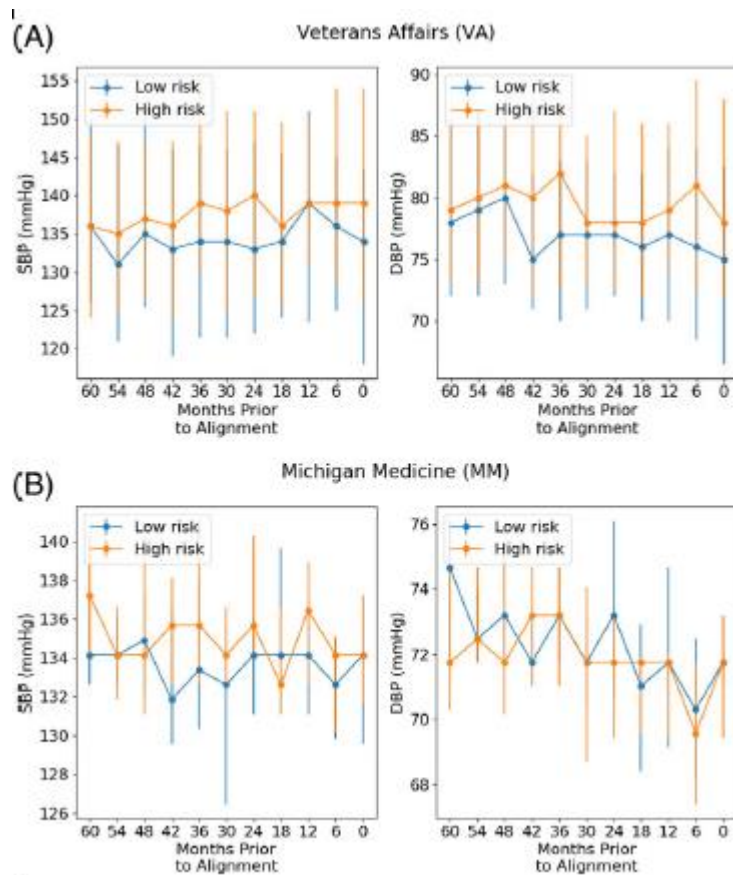 (A) Veterans Affairs (VA)
Low risk
High risk
155
150
145
140
135
130
125
120
SBP (mmHg)
60 54 48 42 36 30 24 18 12 6 0
Months Prior
to Alignment
Low risk
High risk
90
85
80
75
70
DBP (mmHg)
60 54 48 42 36 30 24 18 12 6 0
Months Prior
to Alignment
(B) Michigan Medicine (MM)
Low risk
High risk
140
138
136
134
132
130
128
126
SBP (mmHg)
60 54 48 42 36 30 24 18 12 6 0
Months Prior
to Alignment
Low risk
High risk
76
74
72
70
68
DBP (mmHg)
60 54 48 42 36 30 24 18 12 6 0
Months Prior
to Alignment